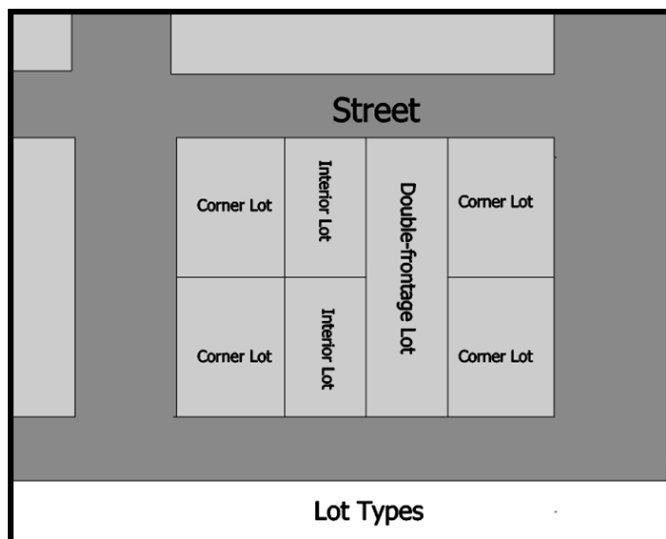 Street
Corner Lot
Interior Lot
Double-frontage Lot
Corner Lot
Corner Lot
Interior Lot
Corner Lot
Lot Types